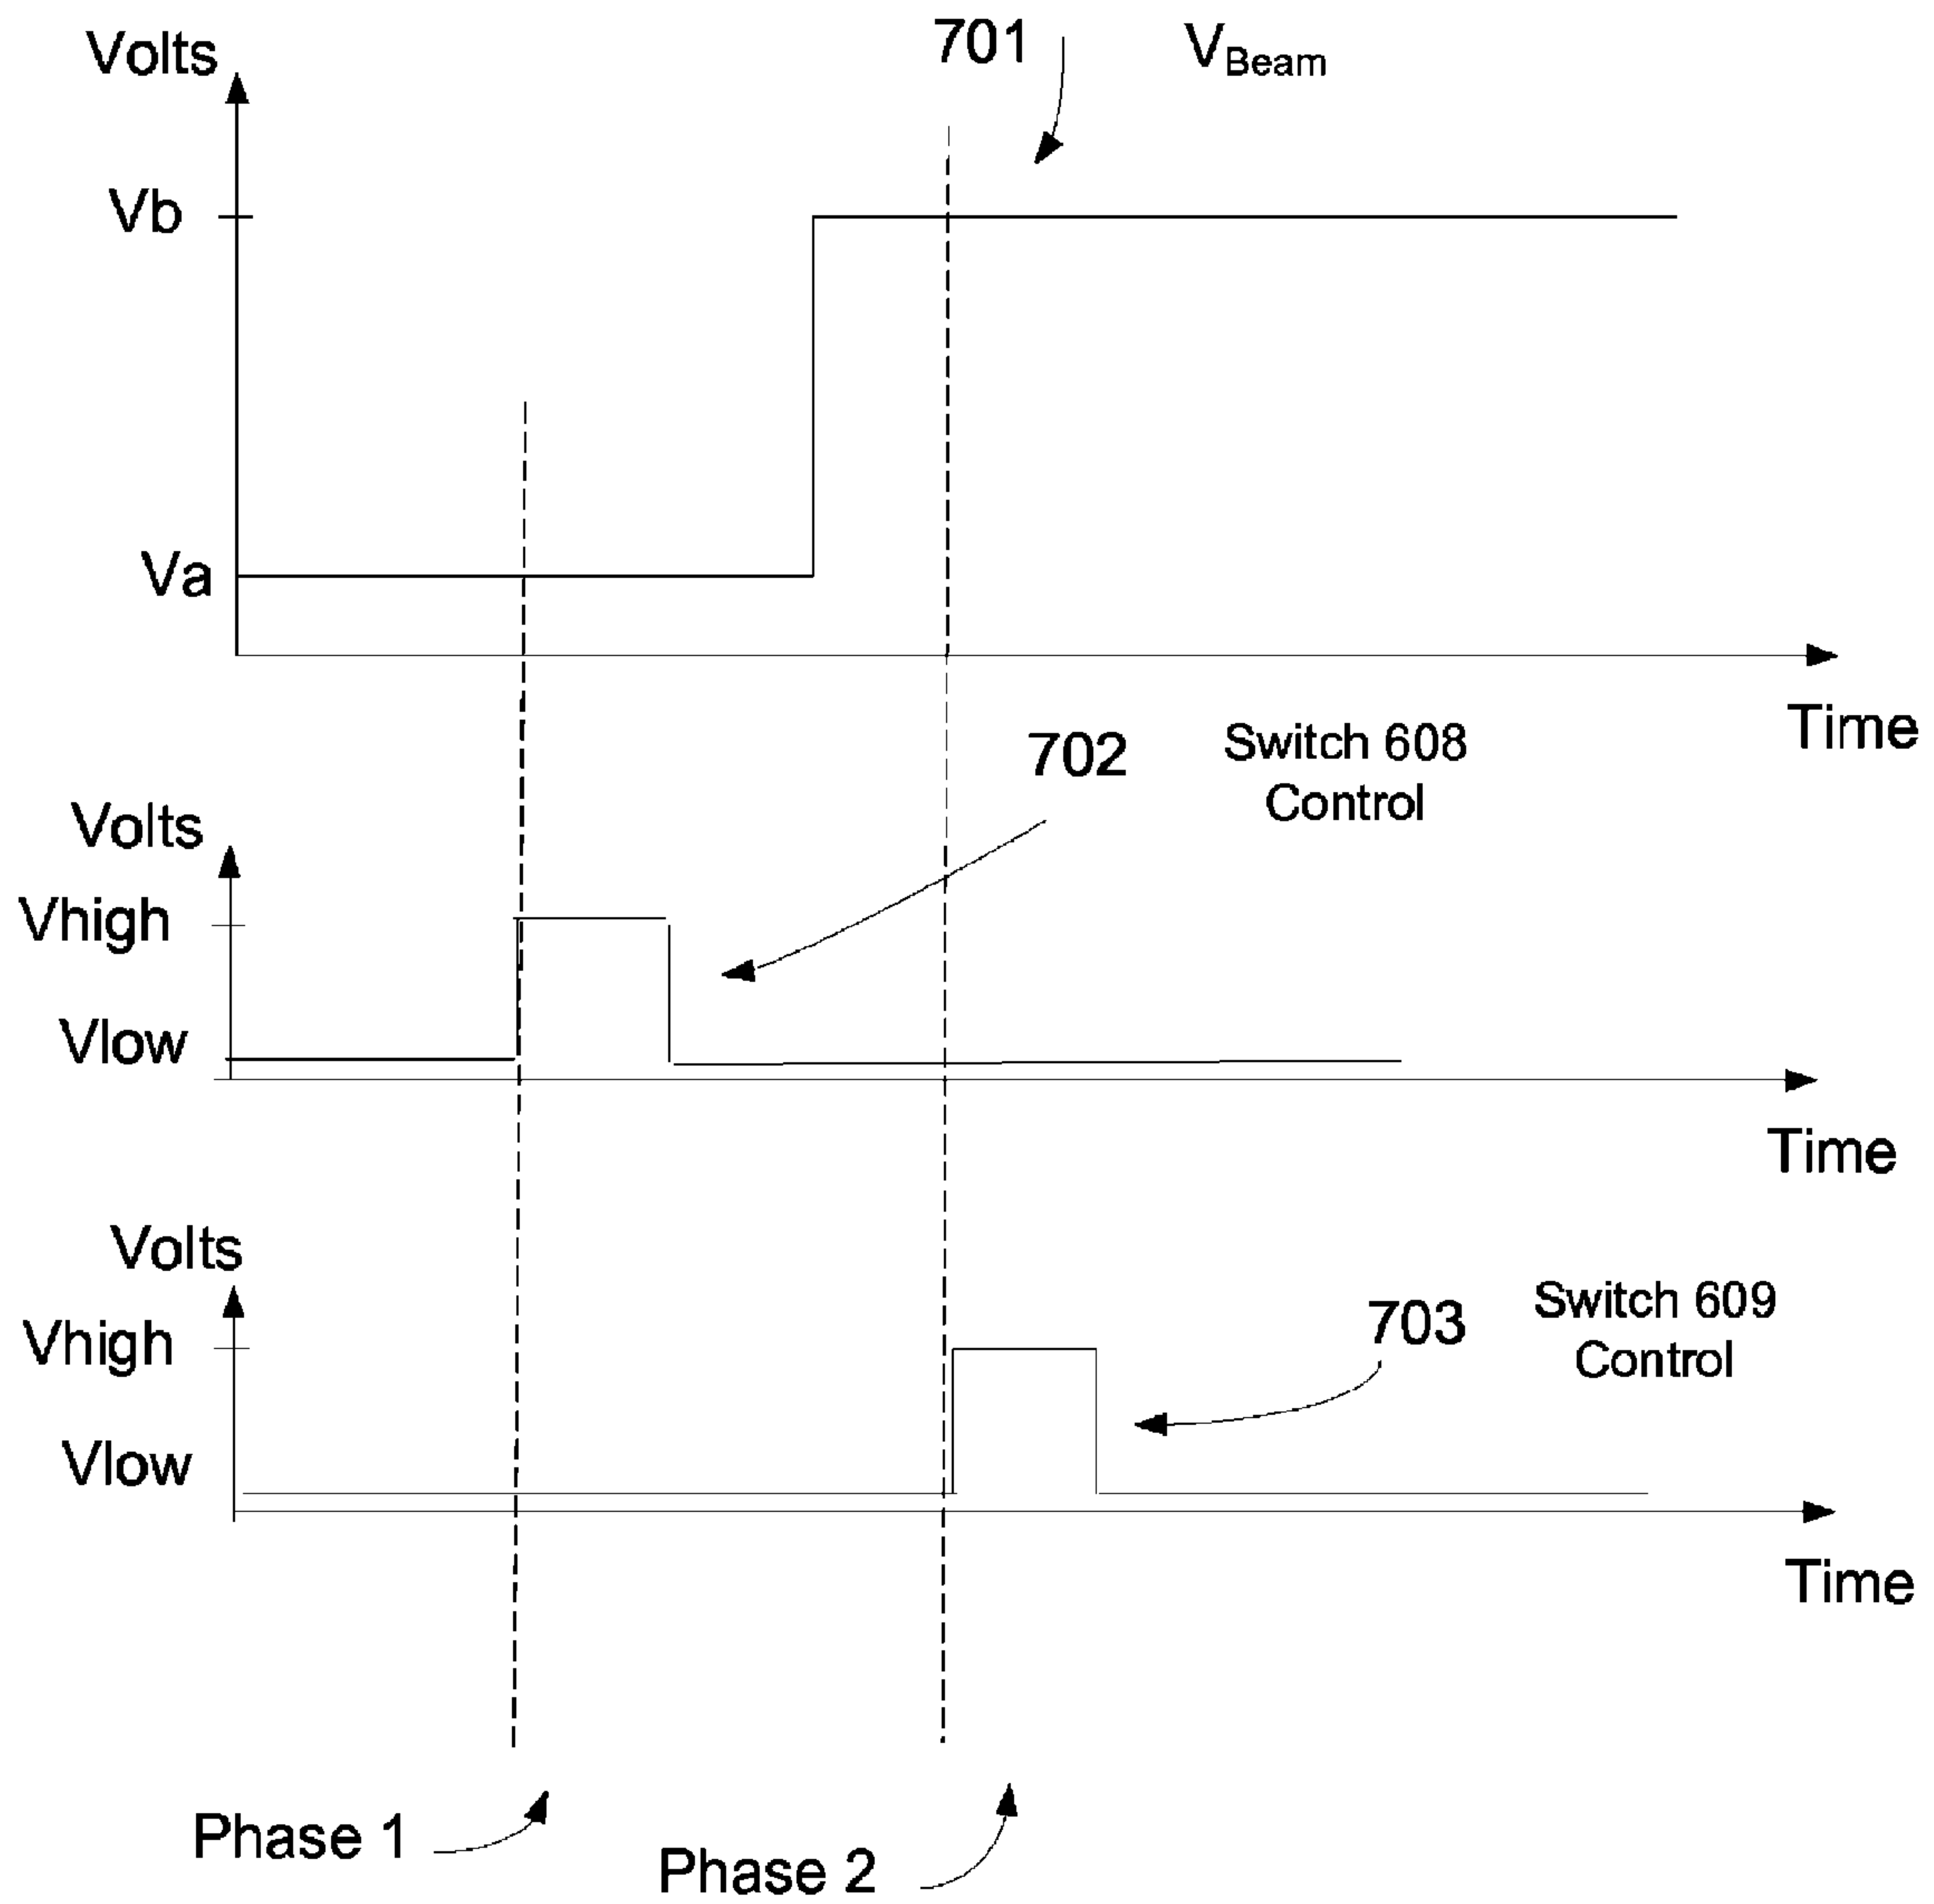 Volts
701
VBeam
Vb
Va
Time
702
Switch 608
Control
Volts
Vhigh
Vlow
Time
Volts
Vhigh
703
Switch 609
Control
Vlow
Time
Phase 1
Phase 2